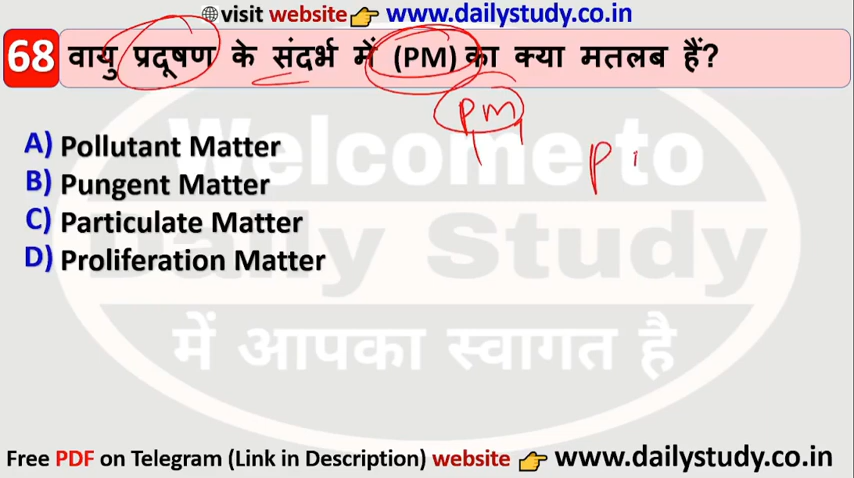 visit website 👉 www.dailystudy.co.in
68 वायु प्रदूषण के संदर्भ में (PM) का क्या मतलब हैं?
PM
A) Pollutant Matter
P
B) Pungent Matter
C) Particulate Matter
D) Proliferation Matter
Welcome to
Daily Study
में आपका स्वागत है
Free PDF on Telegram (Link in Description) website 👉 www.dailystudy.co.in